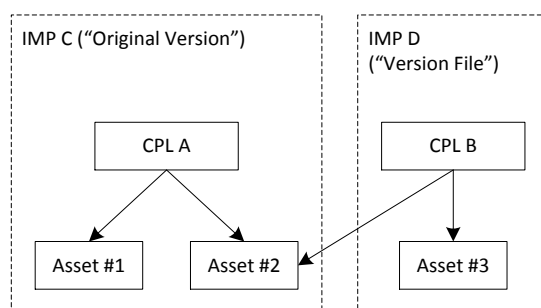 IMP C (“Original Version”)
IMP D
(“Version File”)
CPL A
CPL B
Asset #1
Asset #2
Asset #3